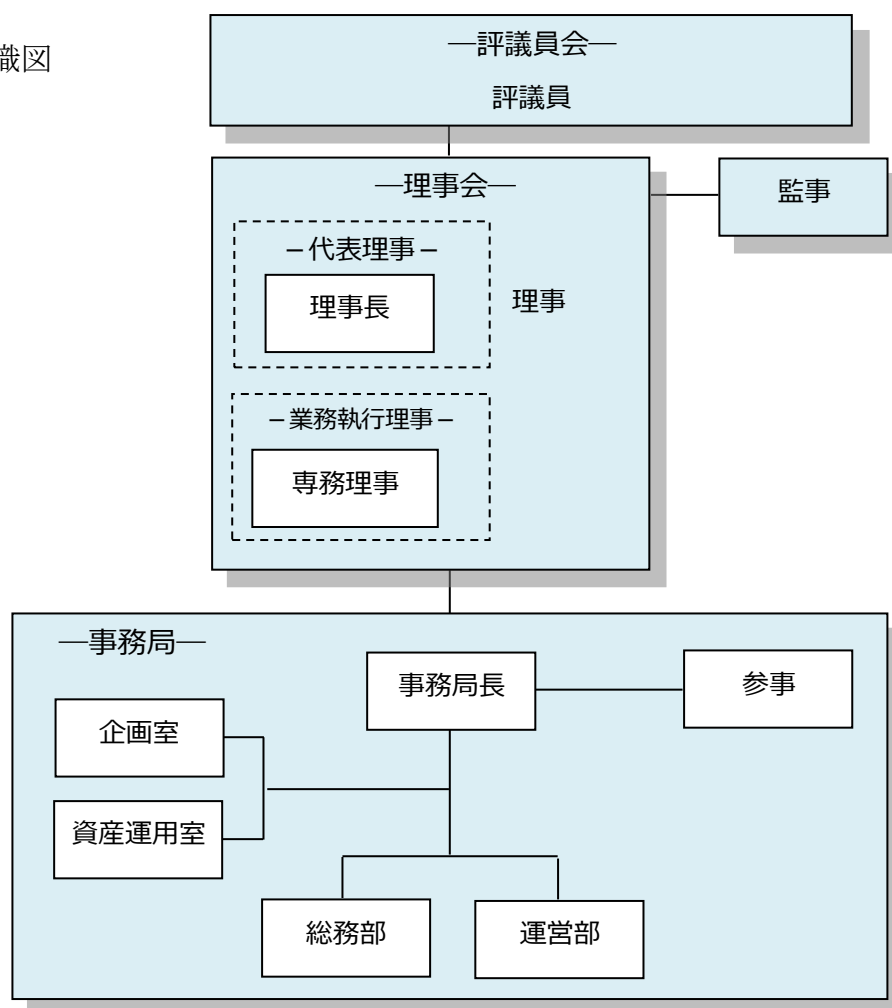 織図
―評議員会―
評議員
―理事会―
監事
－代表理事－
理事長
理事
－業務執行理事－
専務理事
―事務局―
事務局長
参事
企画室
資産運用室
総務部
運営部